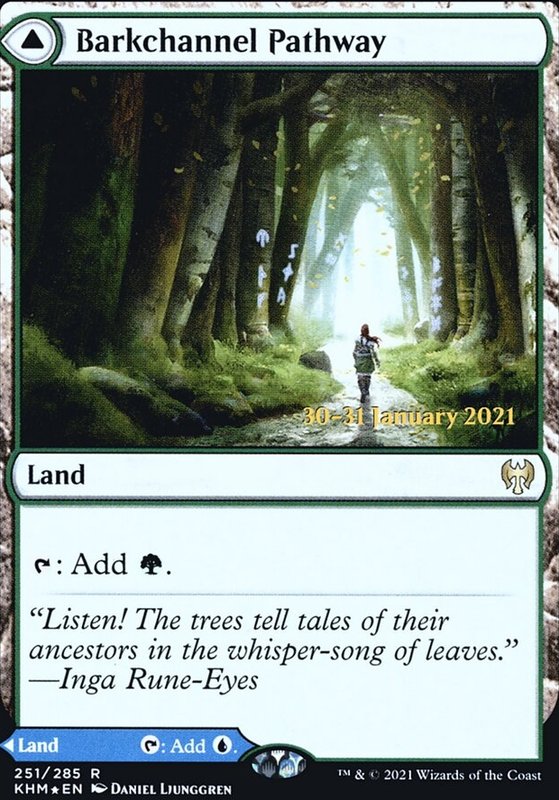 Barkchannel Pathway
30-31 January 2021
Land
: Add .
“Listen! The trees tell tales of their
ancestors in the whisper-song of leaves.”
—Inga Rune-Eyes
Land : Add .
251/285 R
KHM★EN Daniel Ljunggren
™ & © 2021 Wizards of the Coast